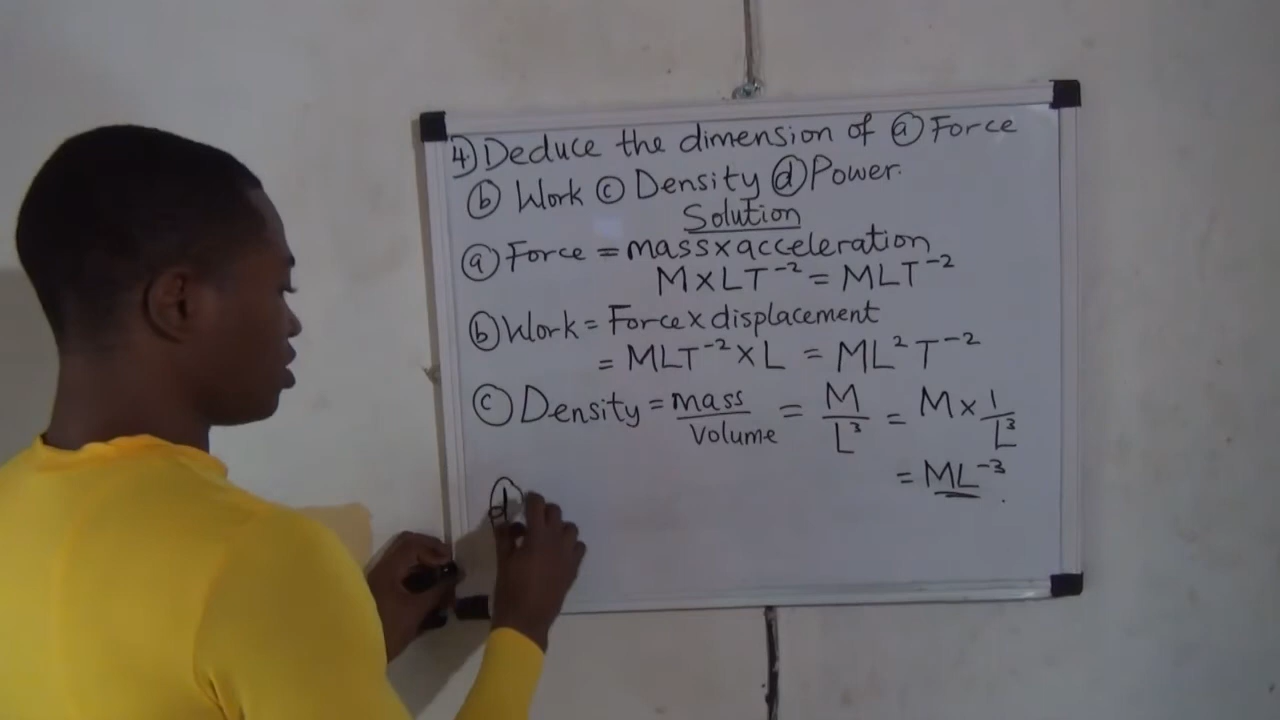 4) Deduce the dimension of ⓐ Force
ⓑ Work ⓒ Density ⓓ Power.
Solution
ⓐ Force = mass x acceleration
M x LT⁻² = MLT⁻²
ⓑ Work = Force x displacement
= MLT⁻² x L = ML²T⁻²
ⓒ Density = mass/Volume = M/L³ = M x 1/L³
= ML⁻³.
ⓓ